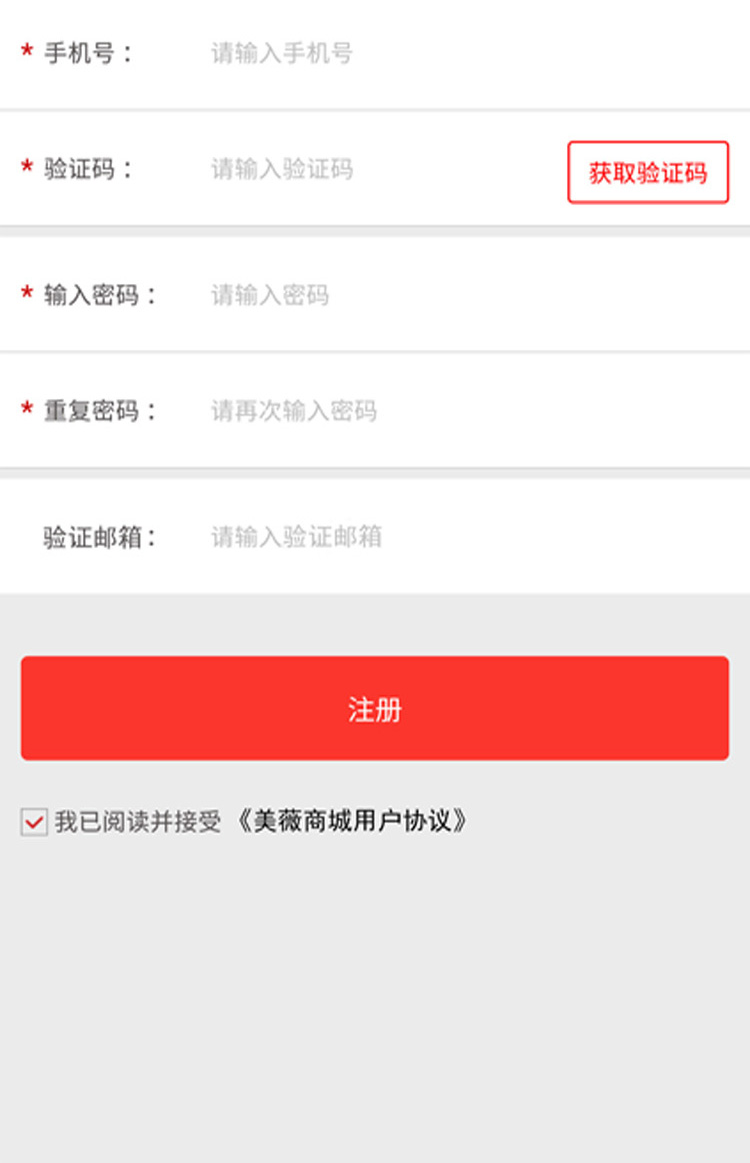 * 手机号： 请输入手机号
* 验证码： 请输入验证码 获取验证码
* 输入密码： 请输入密码
* 重复密码： 请再次输入密码
验证邮箱： 请输入验证邮箱
注册
我已阅读并接受 《美薇商城用户协议》